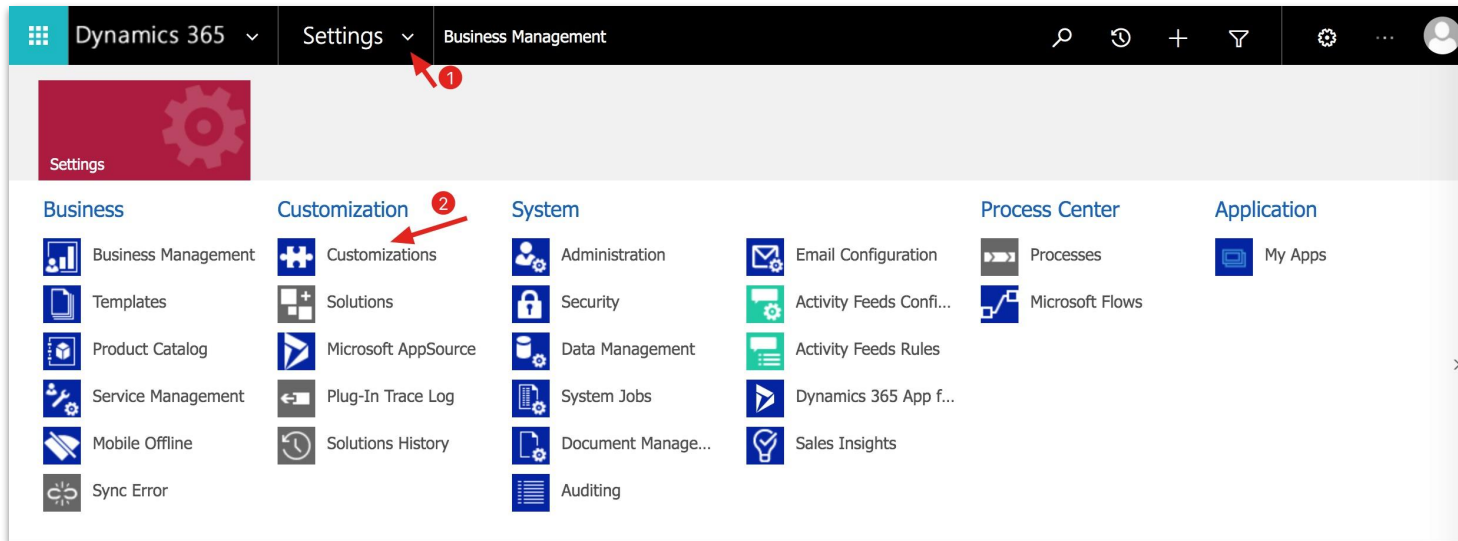 Dynamics 365
Settings
Business Management
1
Settings
Business
Customization
2
System
Process Center
Application
Business Management
Customizations
Administration
Email Configuration
Processes
My Apps
Templates
Solutions
Security
Activity Feeds Confi...
Microsoft Flows
Product Catalog
Microsoft AppSource
Data Management
Activity Feeds Rules
Service Management
Plug-In Trace Log
System Jobs
Dynamics 365 App f...
Mobile Offline
Solutions History
Document Manage...
Sales Insights
Sync Error
Auditing